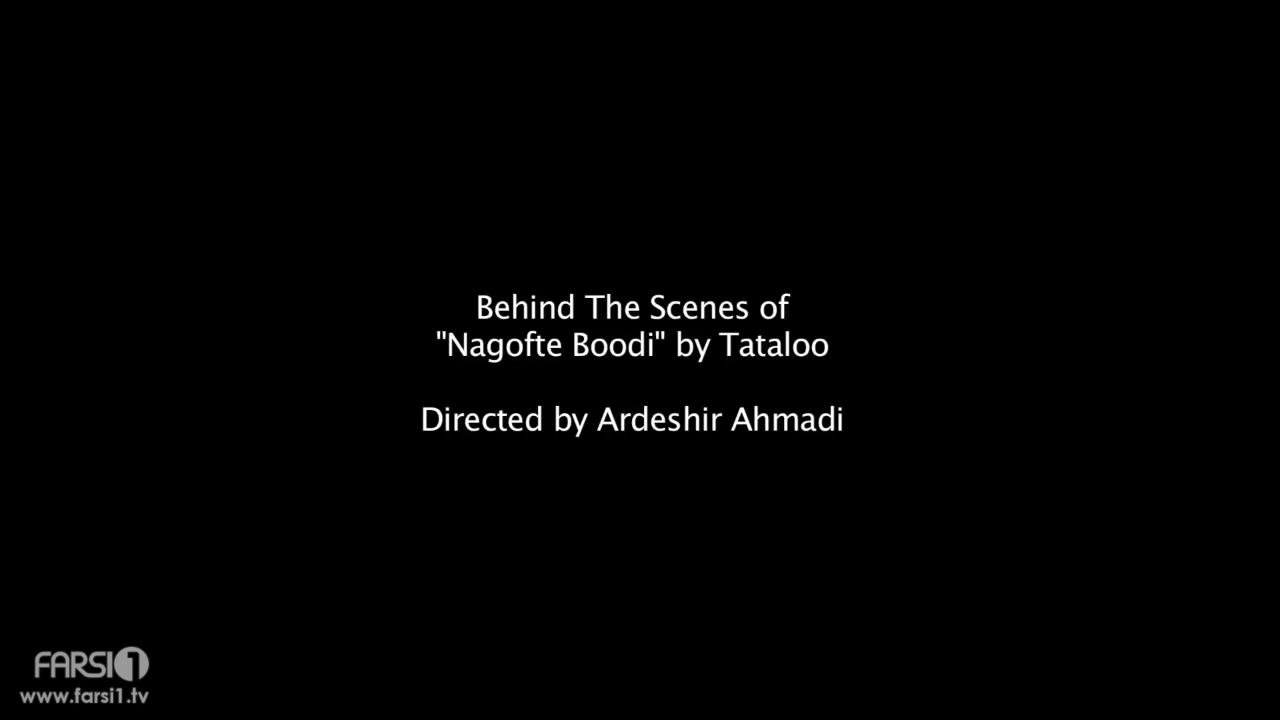 Behind The Scenes of
"Nagofte Boodi" by Tataloo
Directed by Ardeshir Ahmadi
FARSI1
www.farsi1.tv